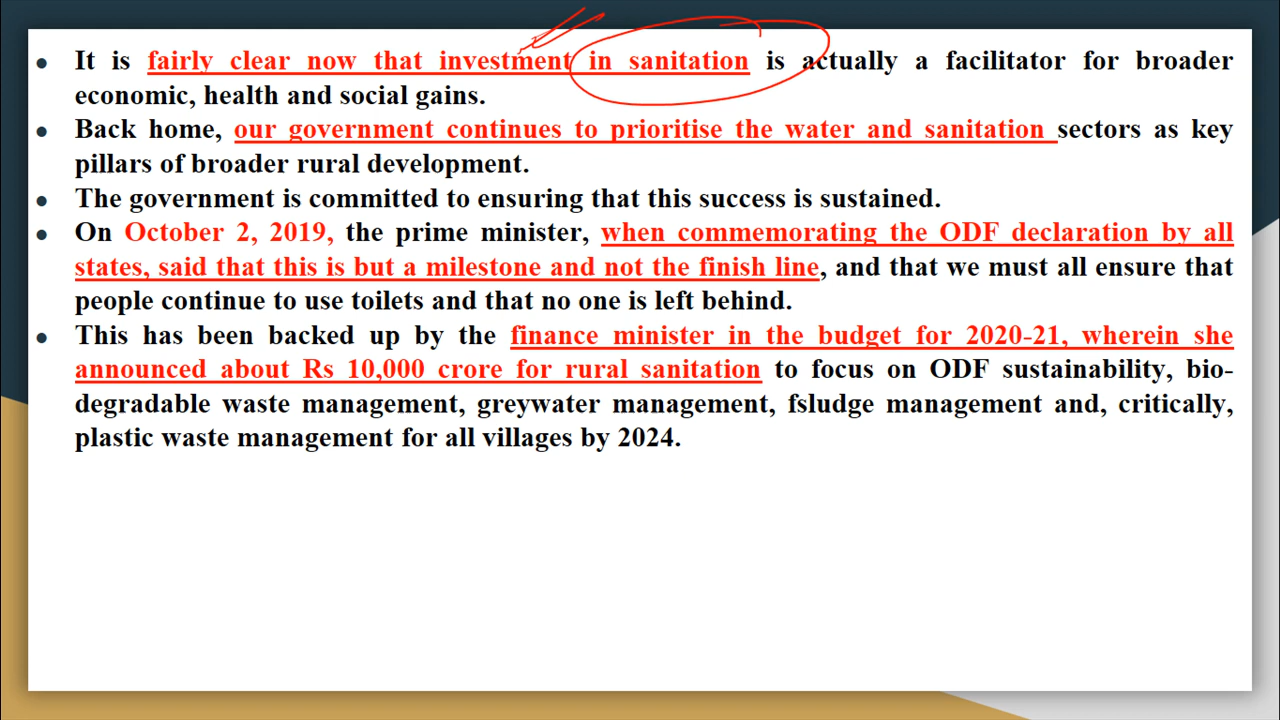 • It is fairly clear now that investment in sanitation is actually a facilitator for broader
economic, health and social gains.
• Back home, our government continues to prioritise the water and sanitation sectors as key
pillars of broader rural development.
• The government is committed to ensuring that this success is sustained.
• On October 2, 2019, the prime minister, when commemorating the ODF declaration by all
states, said that this is but a milestone and not the finish line, and that we must all ensure that
people continue to use toilets and that no one is left behind.
• This has been backed up by the finance minister in the budget for 2020-21, wherein she
announced about Rs 10,000 crore for rural sanitation to focus on ODF sustainability, bio-
degradable waste management, greywater management, fsludge management and, critically,
plastic waste management for all villages by 2024.